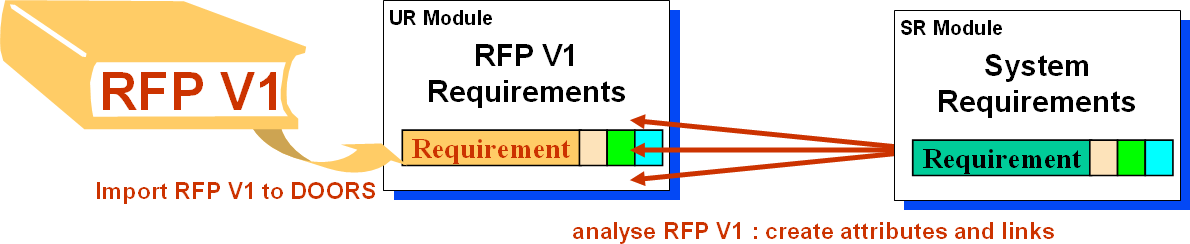 RFP V1
Import RFP V1 to DOORS
UR Module
RFP V1
Requirements
Requirement
SR Module
System
Requirements
Requirement
analyse RFP V1 : create attributes and links